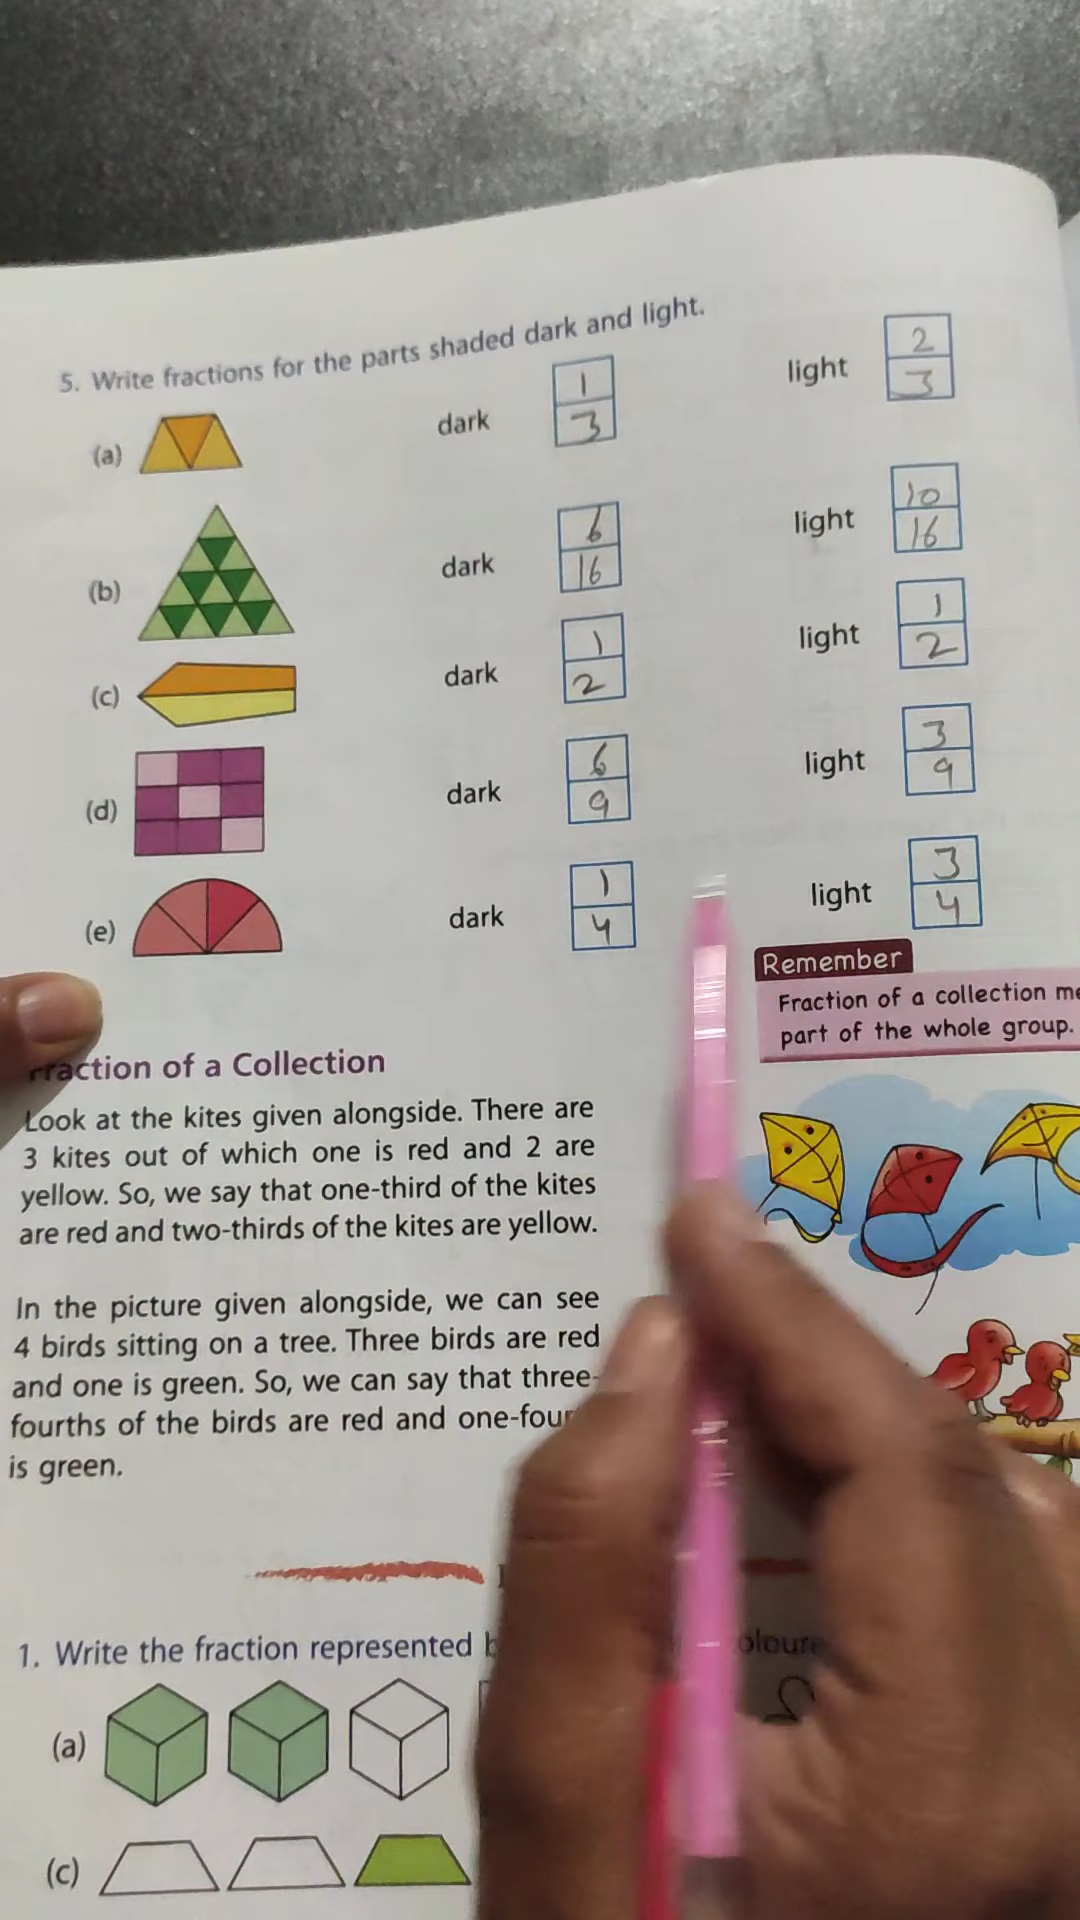 5. Write fractions for the parts shaded dark and light.
(a) dark 1/3 light 2/3
(b) dark 6/16 light 10/16
(c) dark 1/2 light 1/2
(d) dark 6/9 light 3/9
(e) dark 1/4 light 3/4
Remember
Fraction of a collection
part of the whole group.
Fraction of a Collection
Look at the kites given alongside. There are
3 kites out of which one is red and 2 are
yellow. So, we say that one-third of the kites
are red and two-thirds of the kites are yellow.
In the picture given alongside, we can see
4 birds sitting on a tree. Three birds are red
and one is green. So, we can say that three-
fourths of the birds are red and
is green.
1. Write the fraction represented
(a)
(c)